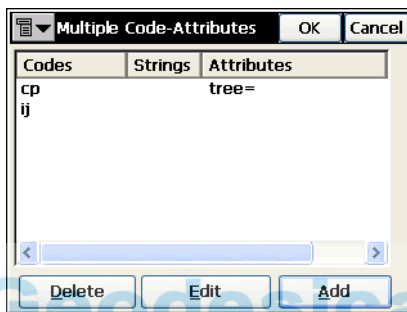 Multiple Code-Attributes OK Cancel
Codes Strings Attributes
cp tree=
ij
Delete Edit Add